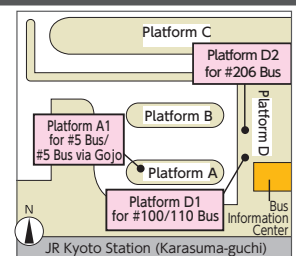 Platform C
Platform D2
for #206 Bus
Platform D
Platform B
Platform A1
for #5 Bus/
#5 Bus via Gojo
Platform A
Platform D1
for #100/110 Bus
Bus
Information
Center
N
JR Kyoto Station (Karasuma-guchi)